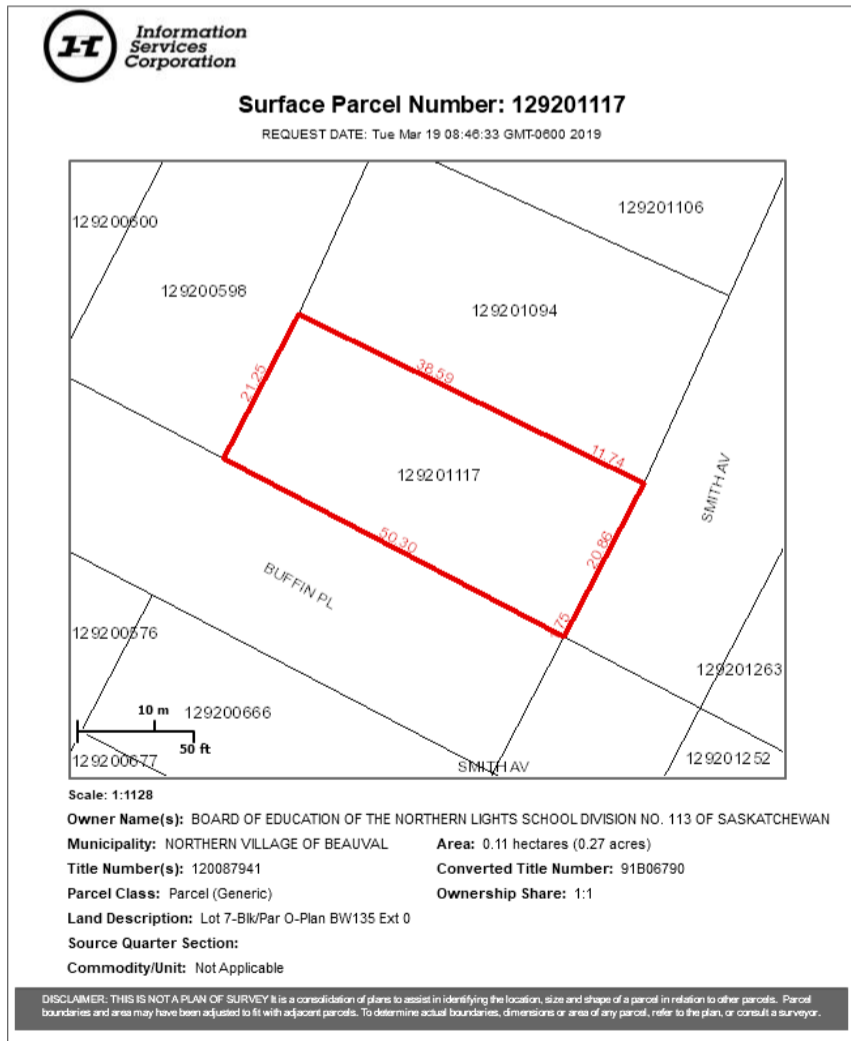 Information
Services
Corporation
Surface Parcel Number: 129201117
REQUEST DATE: Tue Mar 19 08:46:33 GMT-0600 2019
129201106
129200600
129200598
129201094
38.59
21.25
11.74
129201117
SMITH AV
50.30
20.86
BUFFIN PL
129200576
129201263
10 m
129200666
50 ft
129200677
SMITH AV
129201252
Scale: 1:1128
Owner Name(s): BOARD OF EDUCATION OF THE NORTHERN LIGHTS SCHOOL DIVISION NO. 113 OF SASKATCHEWAN
Municipality: NORTHERN VILLAGE OF BEAUVAL Area: 0.11 hectares (0.27 acres)
Title Number(s): 120087941 Converted Title Number: 91B06790
Parcel Class: Parcel (Generic) Ownership Share: 1:1
Land Description: Lot 7-Blk/Par O-Plan BW135 Ext 0
Source Quarter Section:
Commodity/Unit: Not Applicable
DISCLAIMER: THIS IS NOT A PLAN OF SURVEY It is a consolidation of plans to assist in identifying the location, size and shape of a parcel in relation to other parcels. Parcel
boundaries and area may have been adjusted to fit with adjacent parcels. To determine actual boundaries, dimensions or area of any parcel, refer to the plan, or consult a surveyor.